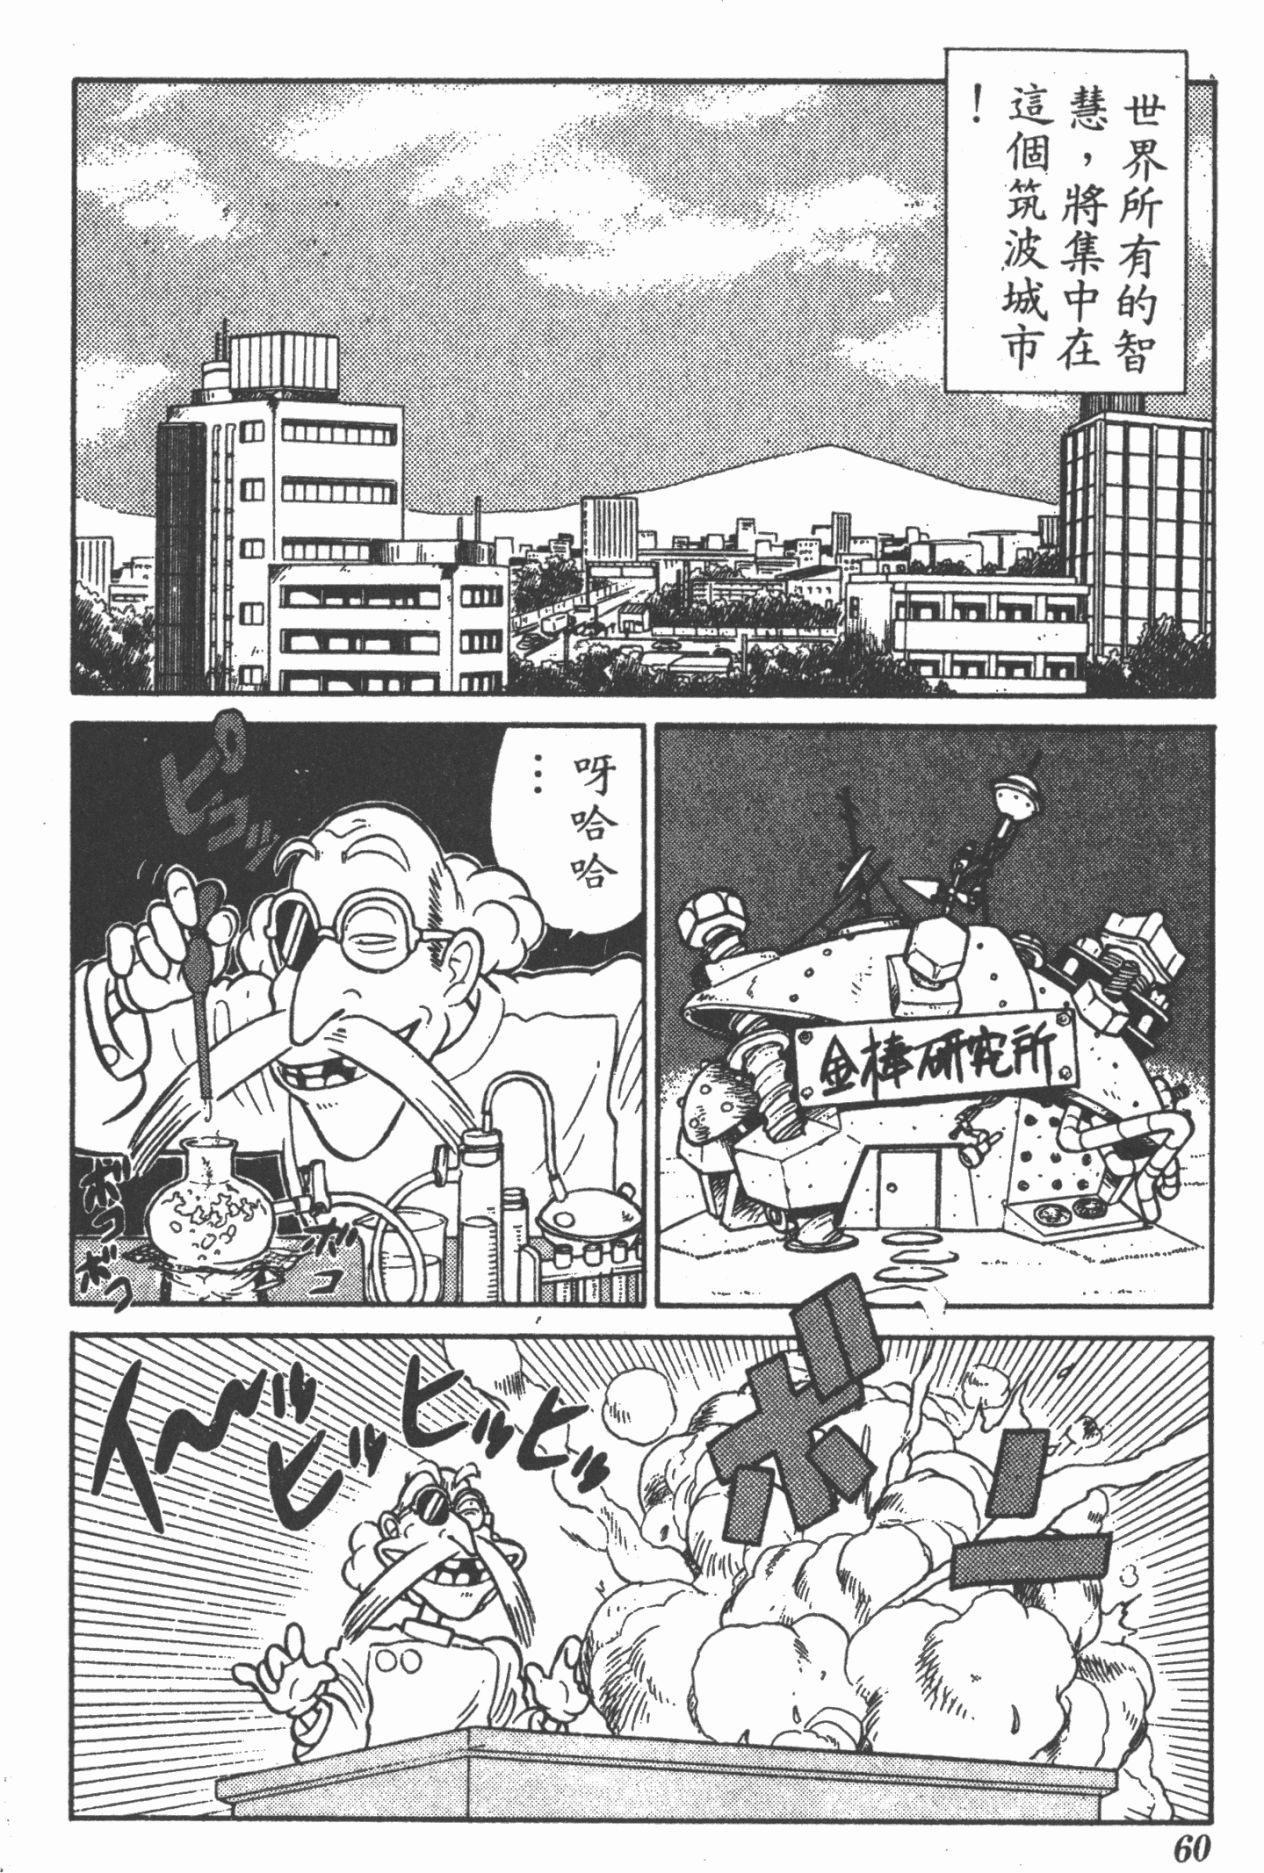 世界所有的智
慧，將集中在
這個筑波城市
！
金棒研究所
呀哈哈
…
ピコッ
ボコ
ボコ
ボコ
ボニ
イ〜ッ
ヒッヒッヒッ
60